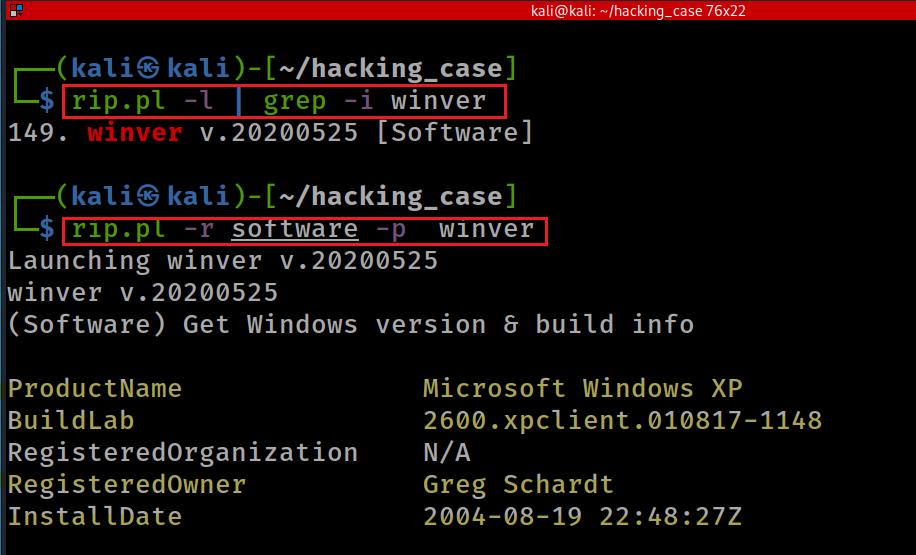 kali@kali: ~/hacking_case 76x22
┌──(kali㉿kali)-[~/hacking_case]
└─$ rip.pl -l | grep -i winver
149. winver v.20200525 [Software]
┌──(kali㉿kali)-[~/hacking_case]
└─$ rip.pl -r software -p  winver
Launching winver v.20200525
winver v.20200525
(Software) Get Windows version & build info
ProductName               Microsoft Windows XP
BuildLab                  2600.xpclient.010817-1148
RegisteredOrganization    N/A
RegisteredOwner           Greg Schardt
InstallDate               2004-08-19 22:48:27Z